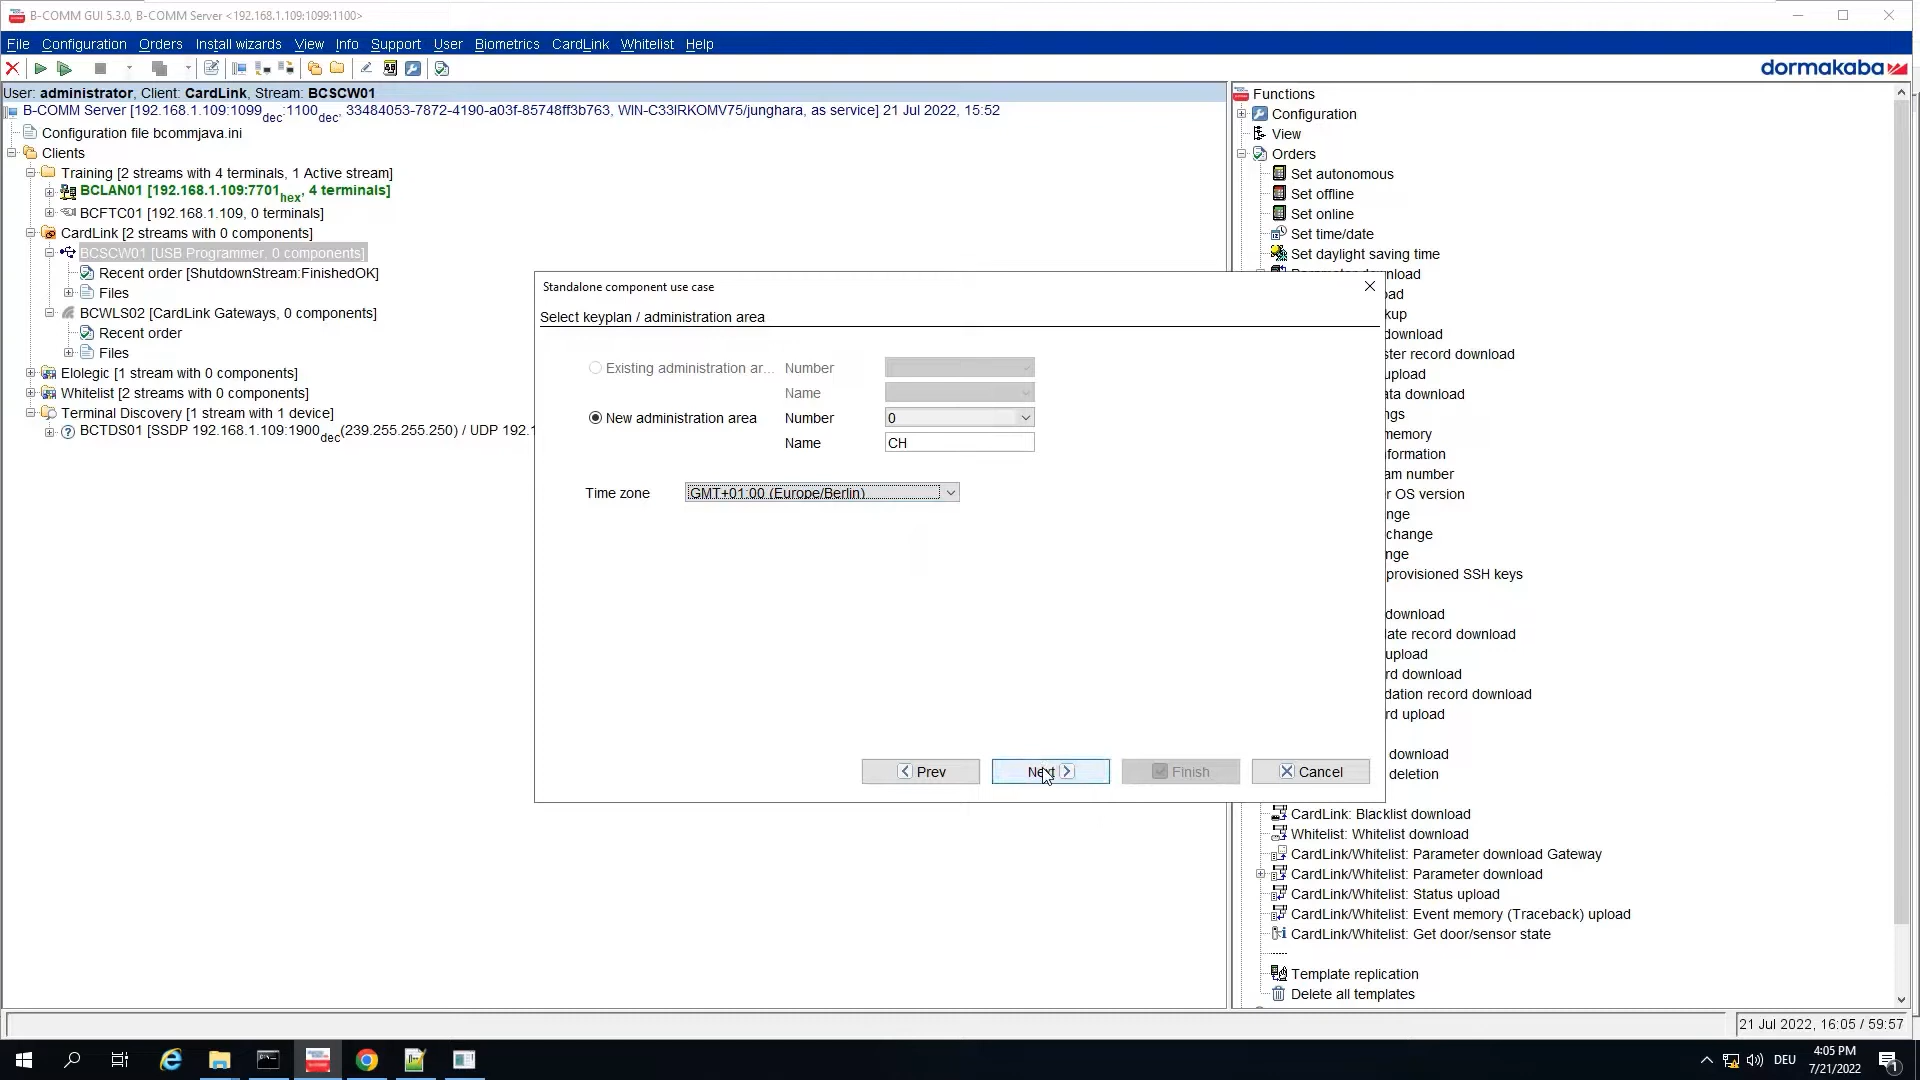 B-COMM GUI 5.3.0, B-COMM Server <192.168.1.109:1099:1100>
File Configuration Orders Install wizards View Info Support User Biometrics CardLink Whitelist Help
dormakaba
User: administrator, Client: CardLink, Stream: BCSCW01
B-COMM Server [192.168.1.109:1099dec:1100dec, 33484053-7872-4190-a03f-85748ff3b763, WIN-C33IRKOMV75/junghara, as service] 21 Jul 2022, 15:52
Configuration file bcommjava.ini
Clients
Training [2 streams with 4 terminals, 1 Active stream]
BCLAN01 [192.168.1.109:7701hex, 4 terminals]
BCFTC01 [192.168.1.109, 0 terminals]
CardLink [2 streams with 0 components]
BCSCW01 [USB Programmer, 0 components]
Recent order [ShutdownStream:FinishedOK]
Files
BCWLS02 [CardLink Gateways, 0 components]
Recent order
Files
Elologic [1 stream with 0 components]
Whitelist [2 streams with 0 components]
Terminal Discovery [1 stream with 1 device]
BCTDS01 [SSDP 192.168.1.109:1900dec(239.255.255.250) / UDP 192.1
Standalone component use case
Select keyplan / administration area
Existing administration ar... Number
Name
New administration area Number 0
Name CH
Time zone GMT+01:00 (Europe/Berlin)
Prev Next Finish Cancel
Functions
Configuration
View
Orders
Set autonomous
Set offline
Set online
Set time/date
Set daylight saving time
Parameter download
ad
kup
download
ter record download
upload
ata download
ngs
memory
formation
am number
r OS version
nge
change
nge
provisioned SSH keys
download
late record download
upload
rd download
dation record download
rd upload
download
deletion
CardLink: Blacklist download
Whitelist: Whitelist download
CardLink/Whitelist: Parameter download Gateway
CardLink/Whitelist: Parameter download
CardLink/Whitelist: Status upload
CardLink/Whitelist: Event memory (Traceback) upload
CardLink/Whitelist: Get door/sensor state
-----
Template replication
Delete all templates
21 Jul 2022, 16:05 / 59:57
DEU
4:05 PM
7/21/2022
1